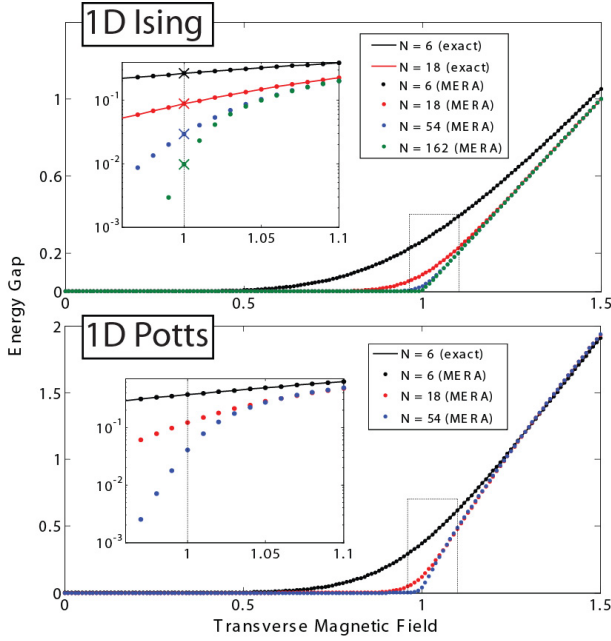 1D Ising
N = 6 (exact)
N = 18 (exact)
N = 6 (MERA)
N = 18 (MERA)
N = 54 (MERA)
N = 162 (MERA)
10^-1
10^-2
10^-3
1
1.05
1.1
1
0.2
0
0
0.5
1
1.5
Energy Gap
1D Potts
N = 6 (exact)
N = 6 (MERA)
N = 18 (MERA)
N = 54 (MERA)
10^-1
10^-2
10^-3
1
1.05
1.1
2
1.5
1
0.5
0
0
0.5
1
1.5
Transverse Magnetic Field